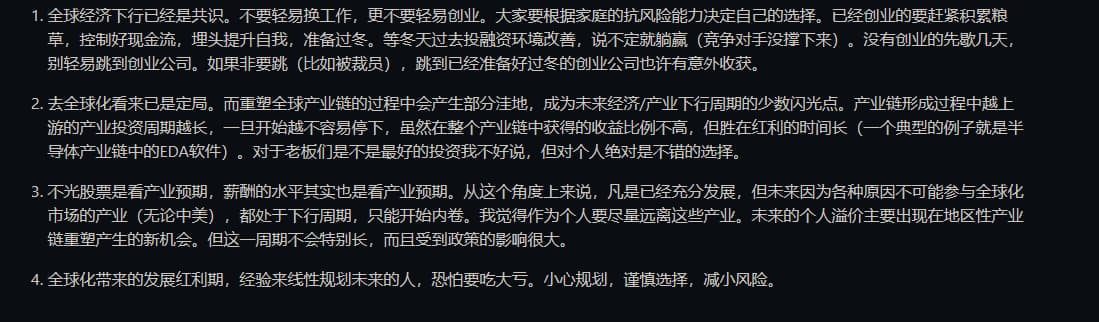 1. 全球经济下行已经是共识。不要轻易换工作，更不要轻易创业。大家要根据家庭的抗风险能力决定自己的选择。已经创业的要赶紧积累粮
草，控制好现金流，埋头提升自我，准备过冬。等冬天过去投融资环境改善，说不定就躺赢（竞争对手没撑下来）。没有创业的先歇几天，
别轻易跳到创业公司。如果非要跳（比如被裁员），跳到已经准备好过冬的创业公司也许有意外收获。
2. 去全球化看来已是定局。而重塑全球产业链的过程中会产生部分洼地，成为未来经济/产业下行周期的少数闪光点。产业链形成过程中越上
游的产业投资周期越长，一旦开始越不容易停下，虽然在整个产业链中获得的收益比例不高，但胜在红利的时间长（一个典型的例子就是半
导体产业链中的EDA软件）。对于老板们是不是最好的投资我不好说，但对个人绝对是不错的选择。
3. 不光股票是看产业预期，薪酬的水平其实也是看产业预期。从这个角度上来说，凡是已经充分发展，但未来因为各种原因不可能参与全球化
市场的产业（无论中美），都处于下行周期，只能开始内卷。我觉得作为个人要尽量远离这些产业。未来的个人溢价主要出现在地区性产业
链重塑产生的新机会。但这一周期不会特别长，而且受到政策的影响很大。
4. 全球化带来的发展红利期，经验来线性规划未来的人，恐怕要吃大亏。小心规划，谨慎选择，减小风险。